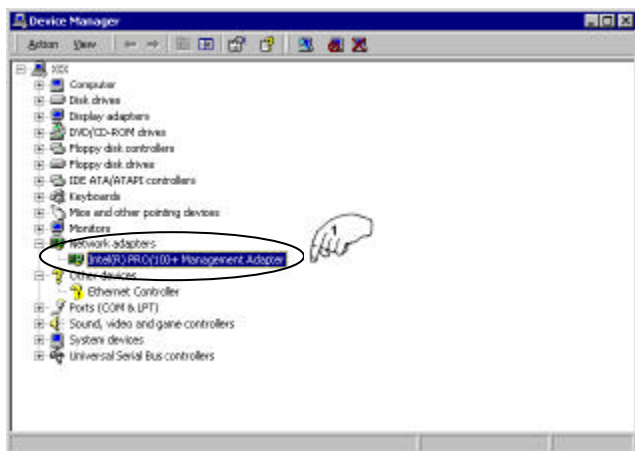 Device Manager
Action View
XIX
Computer
Disk drives
Display adapters
DVD/CD-ROM drives
Floppy disk controllers
Floppy disk drives
IDE ATA/ATAPI controllers
Keyboards
Mice and other pointing devices
Monitors
Network adapters
Intel(R) PRO/100+ Management Adapter
Other devices
Ethernet Controller
Ports (COM & LPT)
Sound, video and game controllers
System devices
Universal Serial Bus controllers
1